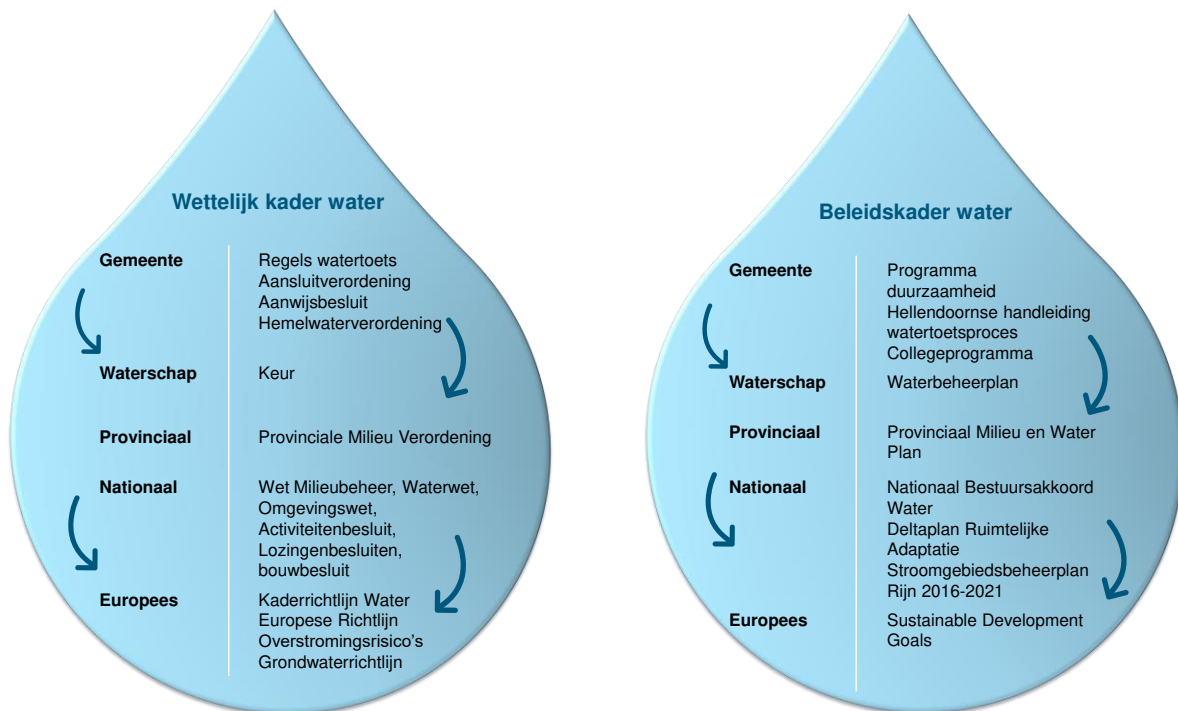 Wettelijk kader water
Gemeente
Regels watertoets
Aansluitverordening
Aanwijsbesluit
Hemelwaterverordening
Waterschap
Keur
Provinciaal
Provinciale Milieu Verordening
Nationaal
Wet Milieubeheer, Waterwet,
Omgevingswet,
Activiteitenbesluit,
Lozingenbesluiten,
bouwbesluit
Europees
Kaderrichtlijn Water
Europese Richtlijn
Overstromingsrisico's
Grondwaterrichtlijn
Beleidskader water
Gemeente
Programma
duurzaamheid
Hellendoornse handleiding
watertoetsproces
Collegeprogramma
Waterschap
Waterbeheerplan
Provinciaal
Provinciaal Milieu en Water
Plan
Nationaal
Nationaal Bestuursakkoord
Water
Deltaplan Ruimtelijke
Adaptatie
Stroomgebiedsbeheerplan
Rijn 2016-2021
Europees
Sustainable Development
Goals